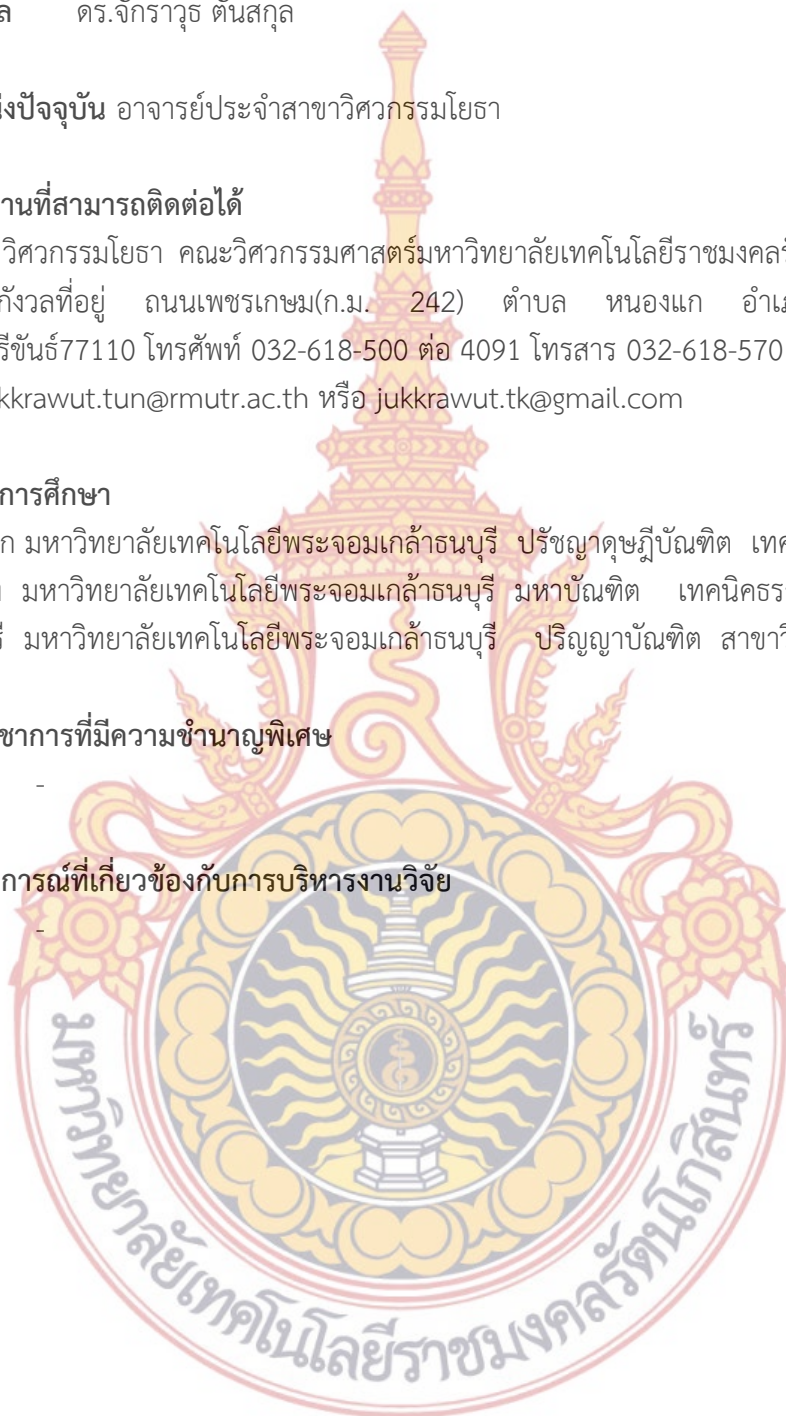 ล ดร.จักราวุธ ตันสกุล
น่งปัจจุบัน อาจารย์ประจำสาขาวิศวกรรมโยธา
านที่สามารถติดต่อได้
วิศวกรรมโยธา คณะวิศวกรรมศาสตร์มหาวิทยาลัยเทคโนโลยีราชมงคลรั
กังวลที่อยู่ ถนนเพชรเกษม(ก.ม. 242) ตำบล หนองแก อำเภ
รีขันธ์77110 โทรศัพท์ 032-618-500 ต่อ 4091 โทรสาร 032-618-570
kkrawut.tun@rmutr.ac.th หรือ jukkrawut.tk@gmail.com
การศึกษา
ก มหาวิทยาลัยเทคโนโลยีพระจอมเกล้าธนบุรี ปรัชญาดุษฎีบัณฑิต เทค
มหาวิทยาลัยเทคโนโลยีพระจอมเกล้าธนบุรี มหาบัณฑิต เทคนิคธร
รี มหาวิทยาลัยเทคโนโลยีพระจอมเกล้าธนบุรี ปริญญาบัณฑิต สาขาวิ
ชาการที่มีความชำนาญพิเศษ
-
การณ์ที่เกี่ยวข้องกับการบริหารงานวิจัย
-
มหาวิทยาลัยเทคโนโลยีราชมงคลรัตนโกสินทร์